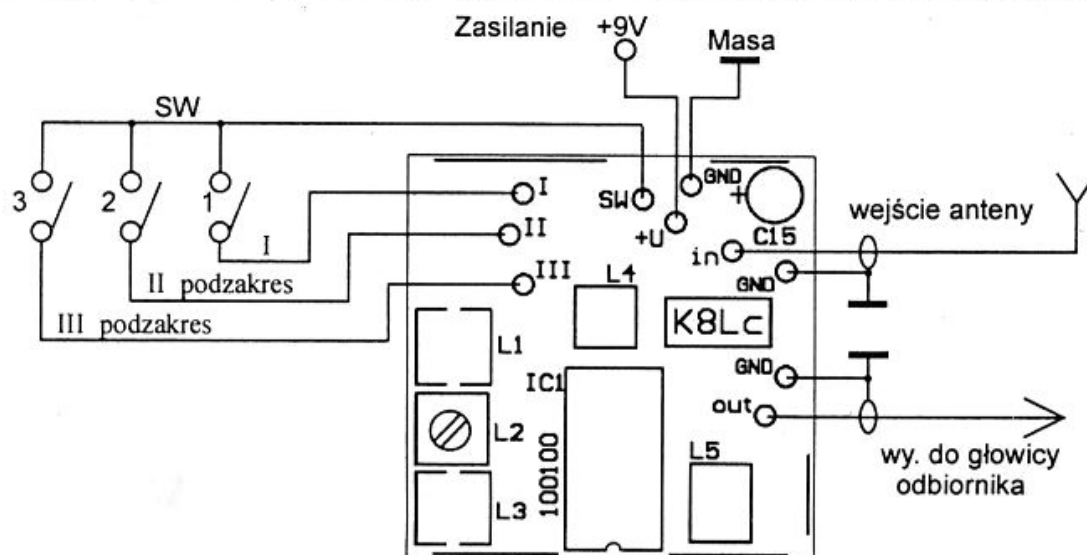 Zasilanie +9V
Masa
SW
3
2
1
I
II podzakres
III podzakres
I
II
III
SW
+U
GND
+
C15
in
GND
wejście anteny
L4
K8Lc
L1
L2
L3
IC1
100100
GND
out
L5
wy. do głowicy
odbiornika